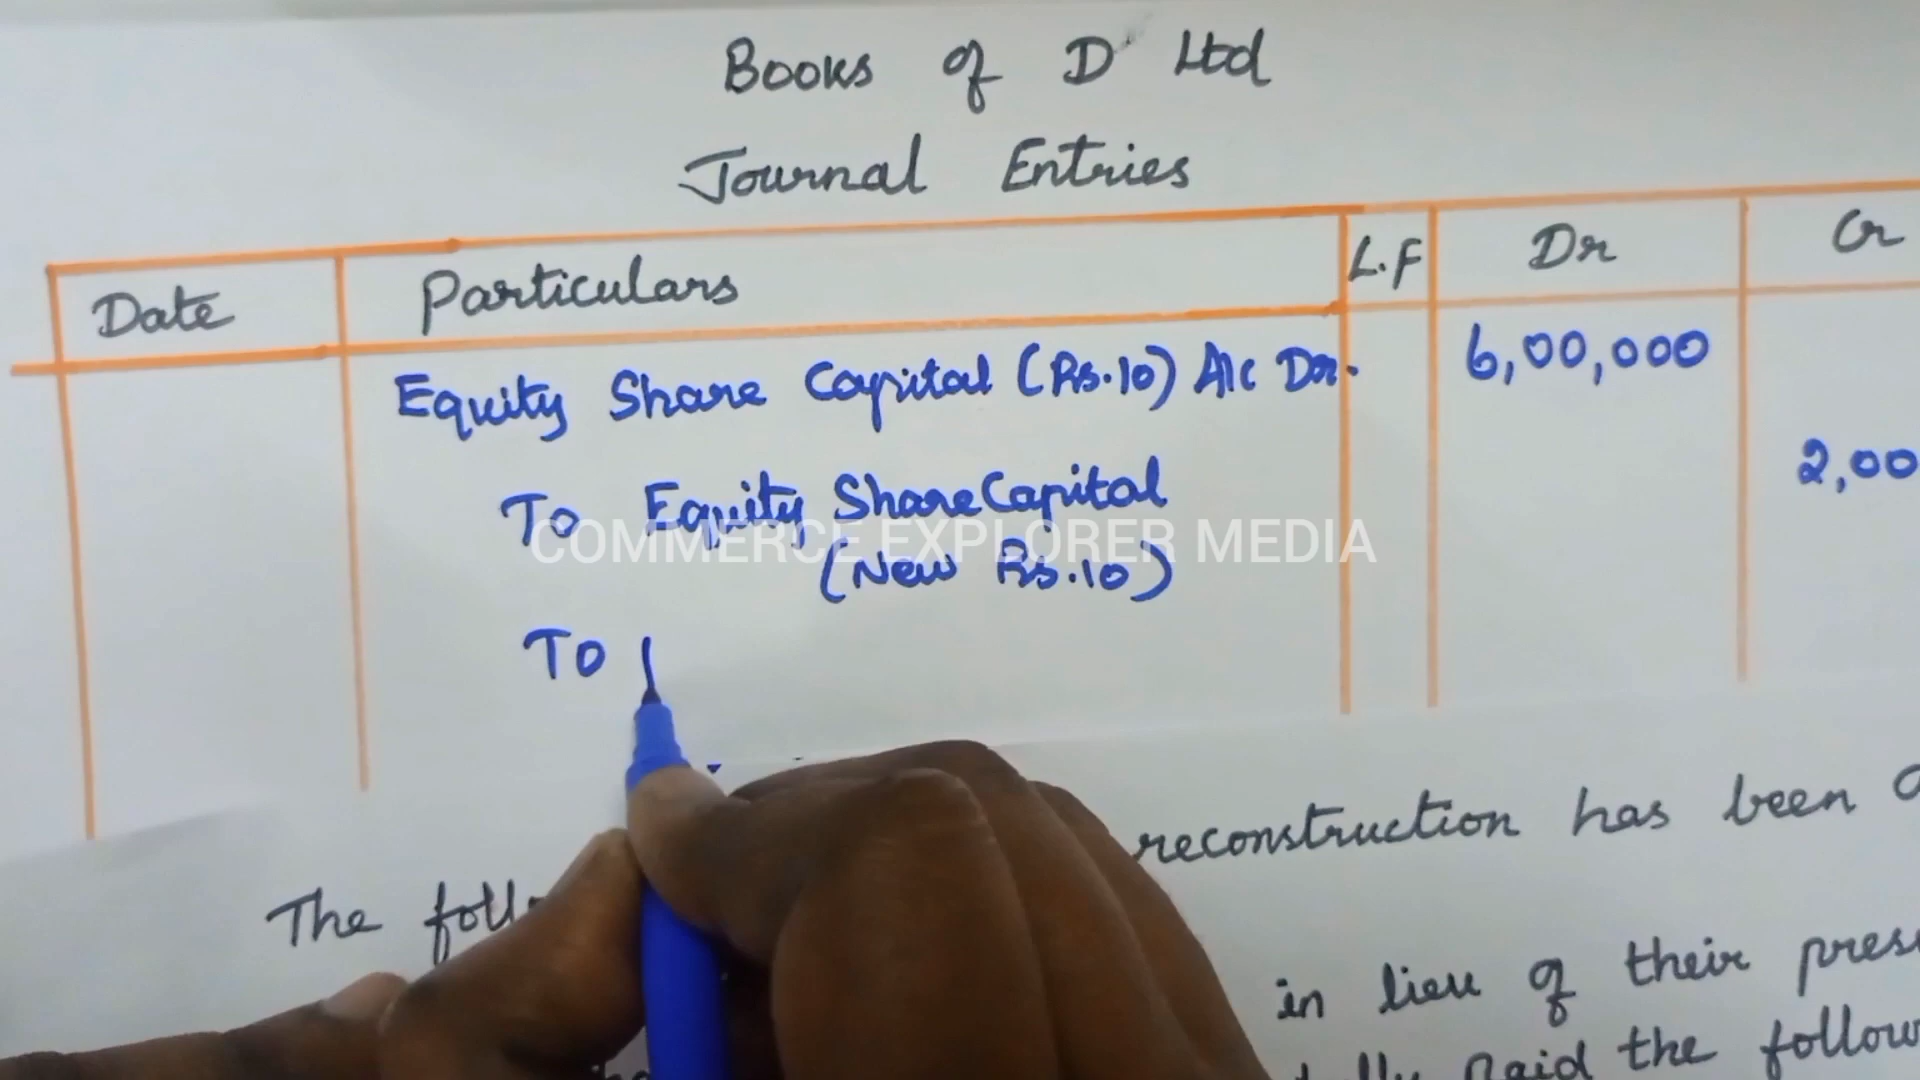 Books of D Ltd
Journal Entries
Date Particulars L.F Dr Cr
Equity Share Capital (Rs.10) A/c Dr. 6,00,000
To Equity Share Capital 2,00
(New Rs.10)
COMMERCE EXPLORER MEDIA
To
reconstruction has been
The
in lieu of their
paid the